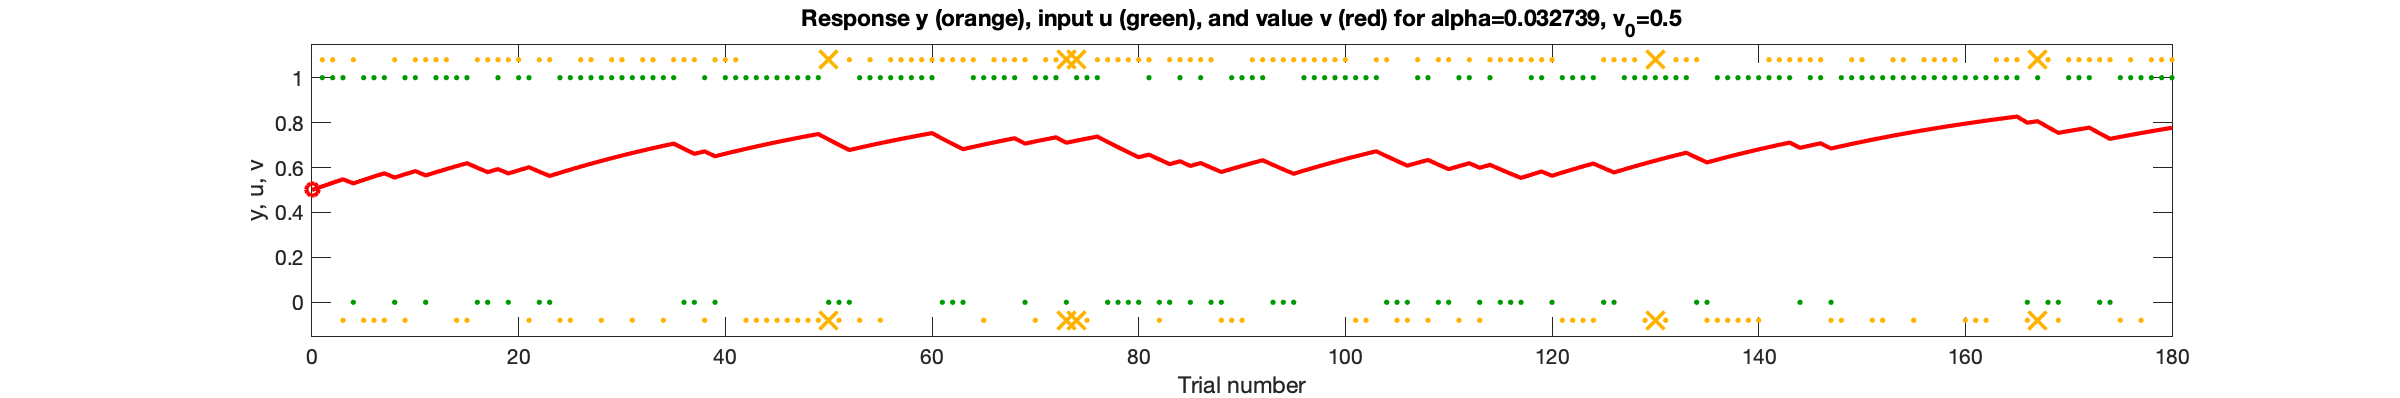 Response y (orange), input u (green), and value v (red) for alpha=0.032739, v0=0.5
y, u, v
1
0.8
0.6
0.4
0.2
0
0 20 40 60 80 100 120 140 160 180
Trial number